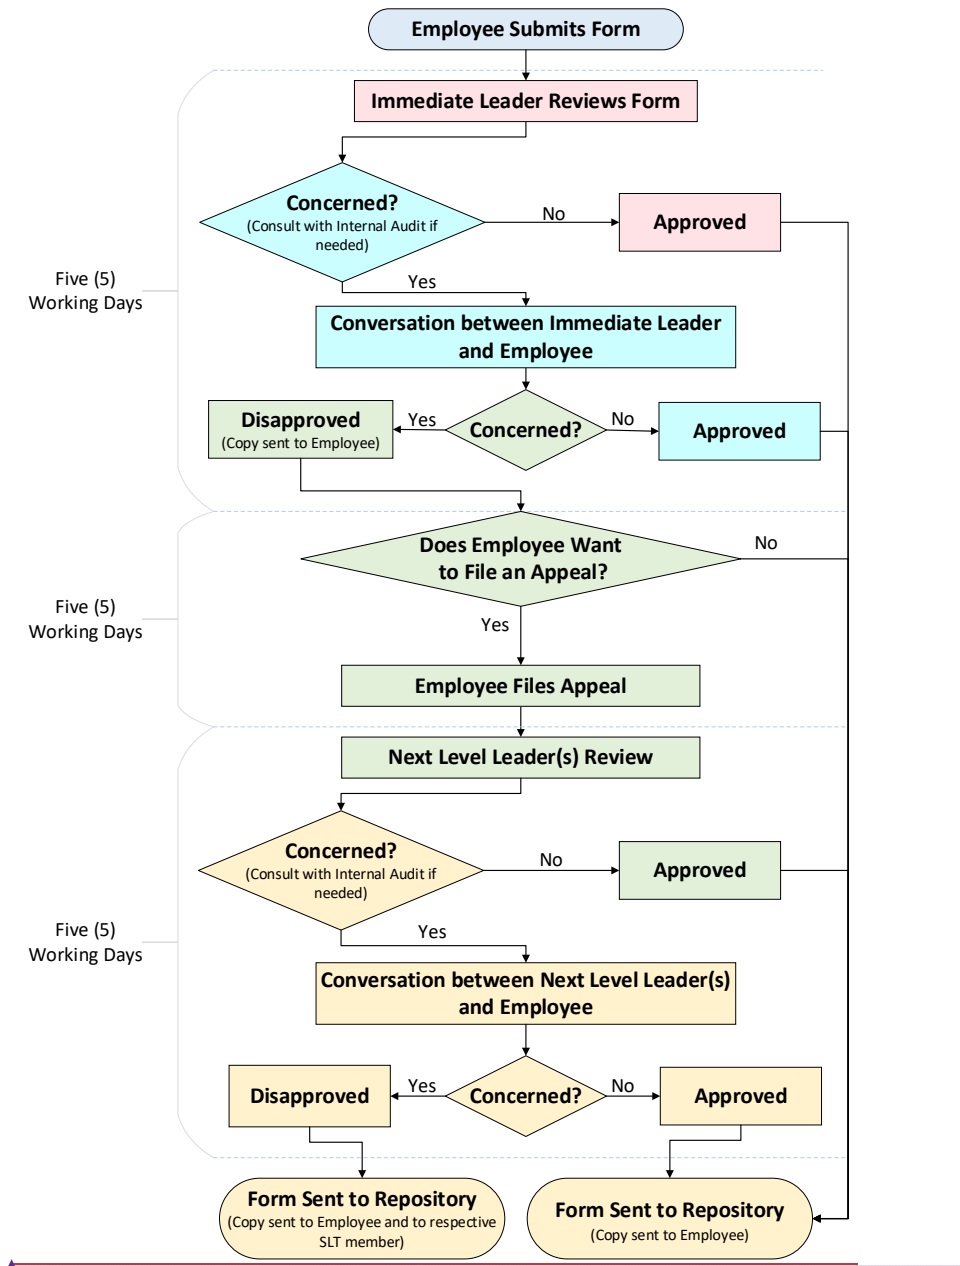 Employee Submits Form
Immediate Leader Reviews Form
Concerned?
(Consult with Internal Audit if
needed)
No
Approved
Yes
Five (5)
Working Days
Conversation between Immediate Leader
and Employee
Disapproved
(Copy sent to Employee)
Yes
Concerned?
No
Approved
Does Employee Want
to File an Appeal?
No
Yes
Five (5)
Working Days
Employee Files Appeal
Next Level Leader(s) Review
Concerned?
(Consult with Internal Audit if
needed)
No
Approved
Yes
Five (5)
Working Days
Conversation between Next Level Leader(s)
and Employee
Disapproved
Yes
Concerned?
No
Approved
Form Sent to Repository
(Copy sent to Employee and to respective
SLT member)
Form Sent to Repository
(Copy sent to Employee)